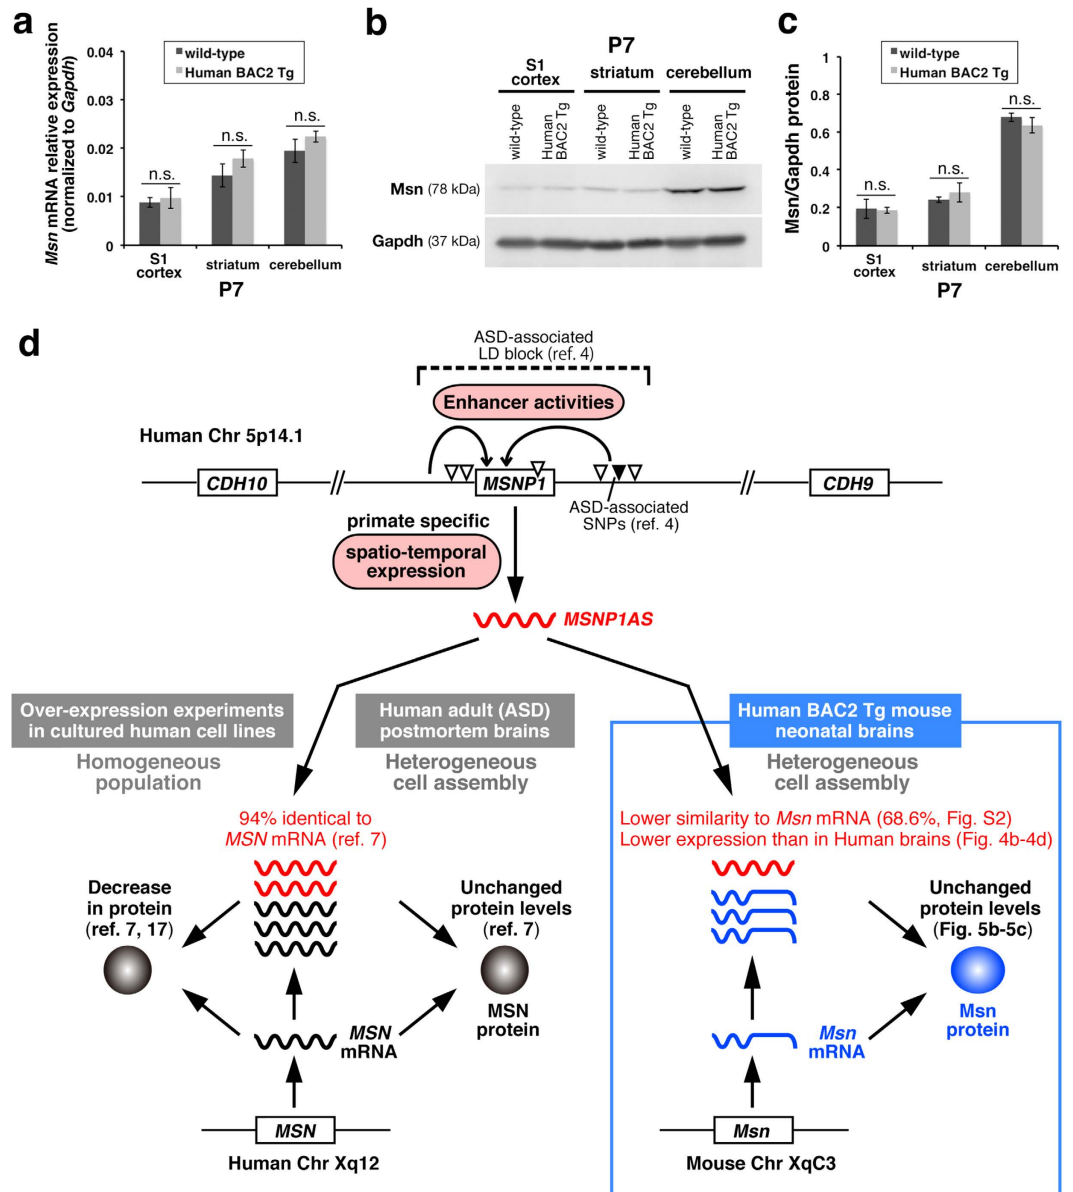 a
Msn mRNA relative expression
(normalized to Gapdh)
0.04
0.03
0.02
0.01
0
wild-type
Human BAC2 Tg
n.s.
n.s.
n.s.
S1
cortex
striatum
cerebellum
P7
b
P7
S1
cortex
striatum
cerebellum
wild-type
Human
BAC2 Tg
wild-type
Human
BAC2 Tg
wild-type
Human
BAC2 Tg
Msn (78 kDa)
Gapdh (37 kDa)
c
Msn/Gapdh protein
1
0.8
0.6
0.4
0.2
0
wild-type
Human BAC2 Tg
n.s.
n.s.
n.s.
S1
cortex
striatum
cerebellum
P7
d
ASD-associated
LD block (ref. 4)
Enhancer activities
Human Chr 5p14.1
CDH10
//
MSNP1
//
CDH9
ASD-associated
SNPs (ref. 4)
primate specific
spatio-temporal
expression
MSNP1AS
Over-expression experiments
in cultured human cell lines
Homogeneous
population
Human adult (ASD)
postmortem brains
Heterogeneous
cell assembly
Human BAC2 Tg mouse
neonatal brains
Heterogeneous
cell assembly
94% identical to
MSN mRNA (ref. 7)
Lower similarity to Msn mRNA (68.6%, Fig. S2)
Lower expression than in Human brains (Fig. 4b-4d)
Decrease
in protein
(ref. 7, 17)
Unchanged
protein levels
(ref. 7)
MSN
protein
Unchanged
protein levels
(Fig. 5b-5c)
Msn
protein
MSN
mRNA
Msn
mRNA
MSN
Human Chr Xq12
Msn
Mouse Chr XqC3